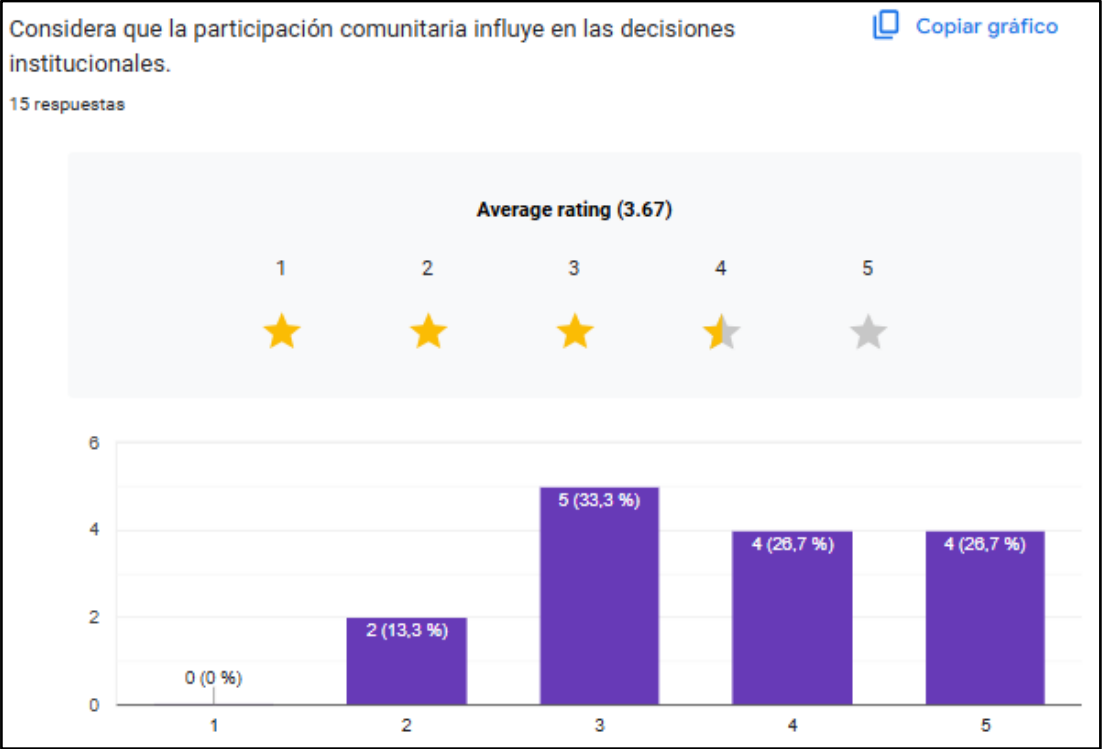 Considera que la participación comunitaria influye en las decisiones
institucionales.
Copiar gráfico
15 respuestas
Average rating (3.67)
1 2 3 4 5
6
4
2
0
0 (0 %)
2 (13,3 %)
5 (33,3 %)
4 (26,7 %)
4 (26,7 %)
1 2 3 4 5